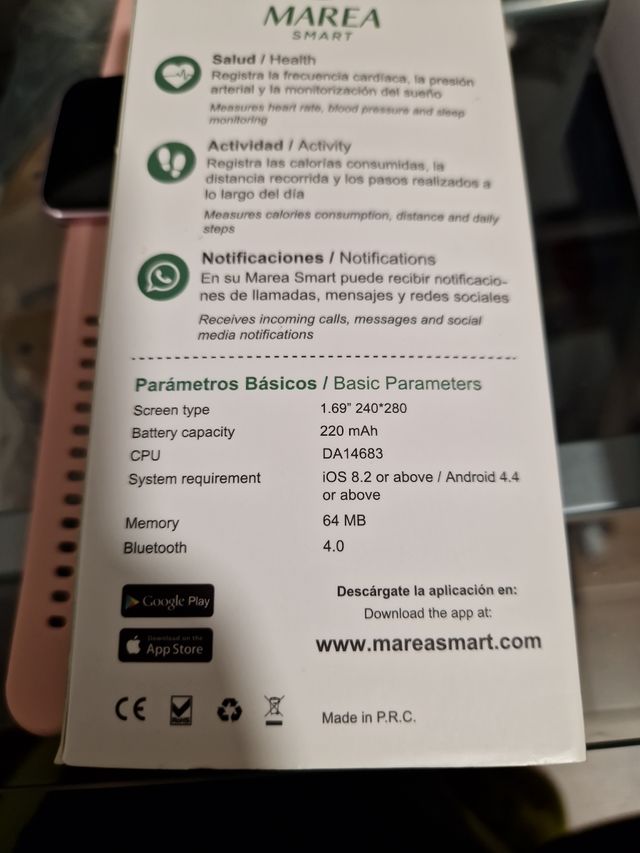 MAREA
SMART
Salud / Health
Registra la frecuencia cardíaca, la presión
arterial y la monitorización del sueño
Measures heart rate, blood pressure and sleep
monitoring
Actividad / Activity
Registra las calorías consumidas, la
distancia recorrida y los pasos realizados a
lo largo del día
Measures calories consumption, distance and daily
steps
Notificaciones / Notifications
En su Marea Smart puede recibir notificacio-
nes de llamadas, mensajes y redes sociales
Receives incoming calls, messages and social
media notifications
Parámetros Básicos / Basic Parameters
Screen type 1.69" 240*280
Battery capacity 220 mAh
CPU DA14683
System requirement iOS 8.2 or above / Android 4.4
or above
Memory 64 MB
Bluetooth 4.0
Google Play
Download on the
App Store
Descárgate la aplicación en:
Download the app at:
www.mareasmart.com
CE
RoHS
Made in P.R.C.